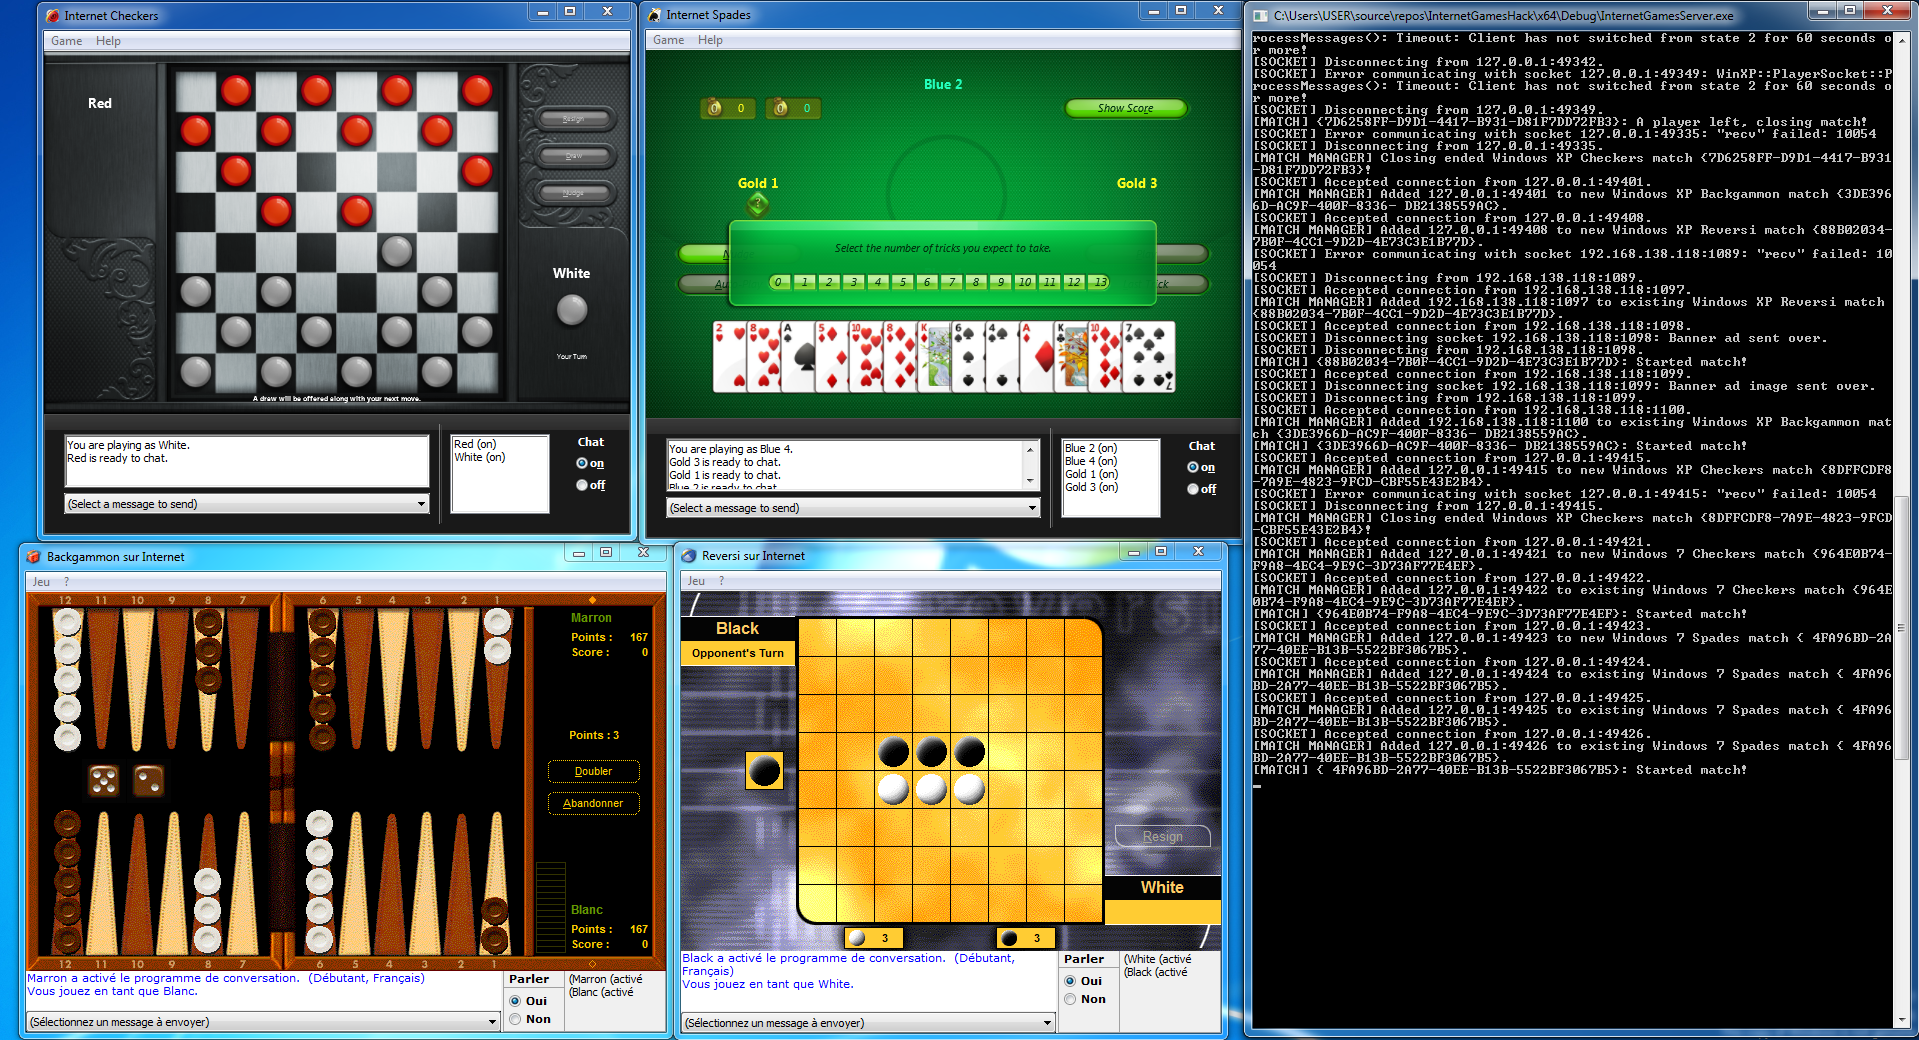 Internet Checkers
Game Help
Red
Resign
Draw
Nudge
White
Your Turn
A draw will be offered along with your next move.
You are playing as White.
Red is ready to chat.
(Select a message to send)
Red (on)
White (on)
Chat
on
off
Internet Spades
Game Help
Blue 2
0 0
0 0
Show Score
Gold 1
?
Gold 3
Select the number of tricks you expect to take.
0 1 2 3 4 5 6 7 8 9 10 11 12 13
2 8 A 5 10 8 K 6 4 A K 10 7
You are playing as Blue 4.
Gold 3 is ready to chat.
Gold 1 is ready to chat.
Blue 2 is ready to chat.
(Select a message to send)
Blue 2 (on)
Blue 4 (on)
Gold 1 (on)
Gold 3 (on)
Chat
on
off
Backgammon sur Internet
Jeu ?
12 11 10 9 8 7 6 5 4 3 2 1
Marron
Points : 167
Score : 0
Points : 3
Doubler
Abandonner
Blanc
Points : 167
Score : 0
12 11 10 9 8 7 6 5 4 3 2 1
Marron a activé le programme de conversation. (Débutant, Français)
Vous jouez en tant que Blanc.
(Sélectionnez un message à envoyer)
Parler
Oui
Non
(Marron (activé
(Blanc (activé
Reversi sur Internet
Jeu ?
Black
Opponent's Turn
Resign
White
3
3
Black a activé le programme de conversation. (Débutant,
Français)
Vous jouez en tant que White.
(Sélectionnez un message à envoyer)
Parler
Oui
Non
(White (activé
(Black (activé
C:\Users\USER\source\repos\InternetGamesHack\x64\Debug\InternetGamesServer.exe
rocessMessages(): Timeout: Client has not switched from state 2 for 60 seconds o
r more!
[SOCKET] Disconnecting from 127.0.0.1:49342.
[SOCKET] Error communicating with socket 127.0.0.1:49349: WinXP::PlayerSocket::P
rocessMessages(): Timeout: Client has not switched from state 2 for 60 seconds o
r more!
[SOCKET] Disconnecting from 127.0.0.1:49349.
[MATCH] {7D6258FF-D9D1-4417-B931-D81F7DD72FB3}: A player left, closing match!
[SOCKET] Error communicating with socket 127.0.0.1:49335: "recv" failed: 10054
[SOCKET] Disconnecting from 127.0.0.1:49335.
[MATCH MANAGER] Closing ended Windows XP Checkers match {7D6258FF-D9D1-4417-B931
-D81F7DD72FB3}!
[SOCKET] Accepted connection from 127.0.0.1:49401.
[MATCH MANAGER] Added 127.0.0.1:49401 to new Windows XP Backgammon match {3DE396
6D-AC9F-400F-8336- DB2138559AC}.
[SOCKET] Accepted connection from 127.0.0.1:49408.
[MATCH MANAGER] Added 127.0.0.1:49408 to new Windows XP Reversi match {88B02034-
7B0F-4CC1-9D2D-4E73C3E1B77D}.
[SOCKET] Error communicating with socket 192.168.138.118:1089: "recv" failed: 10
054
[SOCKET] Disconnecting from 192.168.138.118:1089.
[SOCKET] Accepted connection from 192.168.138.118:1097.
[MATCH MANAGER] Added 192.168.138.118:1097 to existing Windows XP Reversi match
{88B02034-7B0F-4CC1-9D2D-4E73C3E1B77D}.
[SOCKET] Accepted connection from 192.168.138.118:1098.
[SOCKET] Disconnecting socket 192.168.138.118:1098: Banner ad sent over.
[SOCKET] Disconnecting from 192.168.138.118:1098.
[MATCH] {88B02034-7B0F-4CC1-9D2D-4E73C3E1B77D}: Started match!
[SOCKET] Accepted connection from 192.168.138.118:1099.
[SOCKET] Disconnecting socket 192.168.138.118:1099: Banner ad image sent over.
[SOCKET] Disconnecting from 192.168.138.118:1099.
[SOCKET] Accepted connection from 192.168.138.118:1100.
[MATCH MANAGER] Added 192.168.138.118:1100 to existing Windows XP Backgammon mat
ch {3DE3966D-AC9F-400F-8336- DB2138559AC}.
[MATCH] {3DE3966D-AC9F-400F-8336- DB2138559AC}: Started match!
[SOCKET] Accepted connection from 127.0.0.1:49415.
[MATCH MANAGER] Added 127.0.0.1:49415 to new Windows XP Checkers match {8DFFCDF8
-7A9E-4823-9FCD-CBF55E43E2B4}.
[SOCKET] Error communicating with socket 127.0.0.1:49415: "recv" failed: 10054
[SOCKET] Disconnecting from 127.0.0.1:49415.
[MATCH MANAGER] Closing ended Windows XP Checkers match {8DFFCDF8-7A9E-4823-9FCD
-CBF55E43E2B4}!
[SOCKET] Accepted connection from 127.0.0.1:49421.
[MATCH MANAGER] Added 127.0.0.1:49421 to new Windows 7 Checkers match {964E0B74-
F9A8-4EC4-9E9C-3D73AF77E4EF}.
[SOCKET] Accepted connection from 127.0.0.1:49422.
[MATCH MANAGER] Added 127.0.0.1:49422 to existing Windows 7 Checkers match {964E
0B74-F9A8-4EC4-9E9C-3D73AF77E4EF}.
[MATCH] {964E0B74-F9A8-4EC4-9E9C-3D73AF77E4EF}: Started match!
[SOCKET] Accepted connection from 127.0.0.1:49423.
[MATCH MANAGER] Added 127.0.0.1:49423 to new Windows 7 Spades match { 4FA96BD-2A
77-40EE-B13B-5522BF3067B5}.
[SOCKET] Accepted connection from 127.0.0.1:49424.
[MATCH MANAGER] Added 127.0.0.1:49424 to existing Windows 7 Spades match { 4FA96
BD-2A77-40EE-B13B-5522BF3067B5}.
[SOCKET] Accepted connection from 127.0.0.1:49425.
[MATCH MANAGER] Added 127.0.0.1:49425 to existing Windows 7 Spades match { 4FA96
BD-2A77-40EE-B13B-5522BF3067B5}.
[SOCKET] Accepted connection from 127.0.0.1:49426.
[MATCH MANAGER] Added 127.0.0.1:49426 to existing Windows 7 Spades match { 4FA96
BD-2A77-40EE-B13B-5522BF3067B5}.
[MATCH] { 4FA96BD-2A77-40EE-B13B-5522BF3067B5}: Started match!